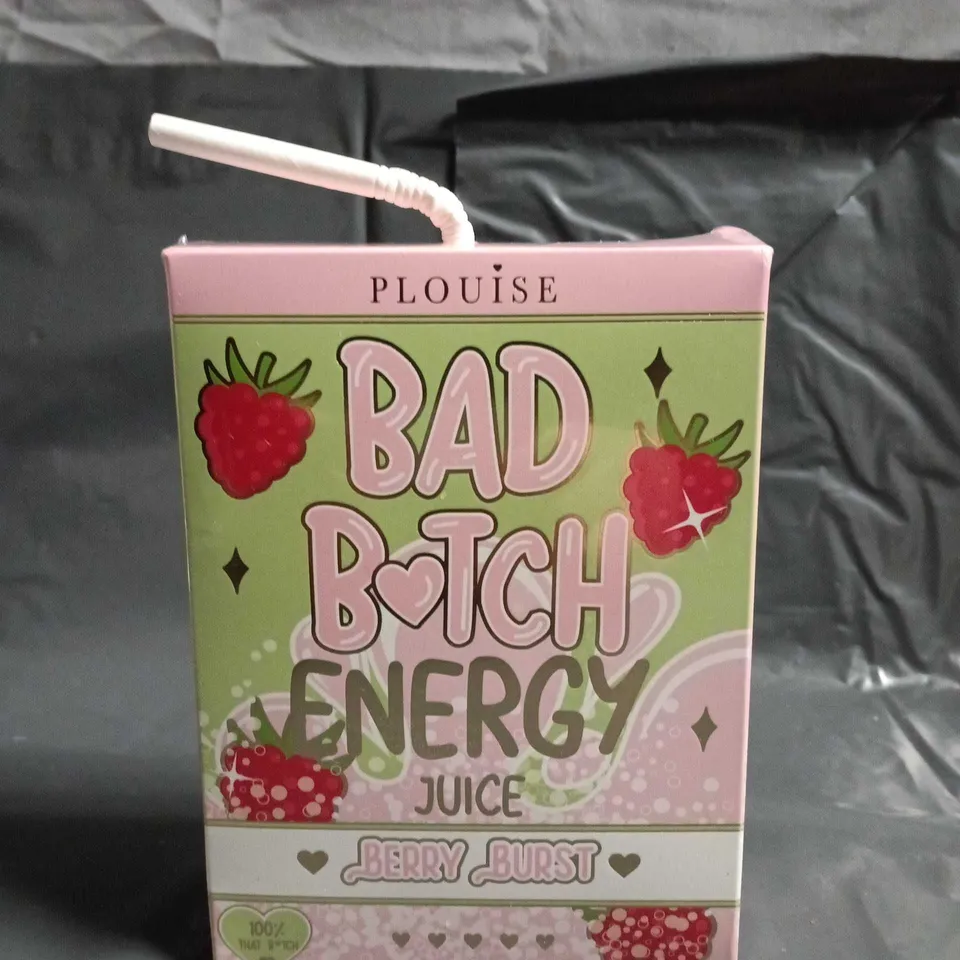 PLOUISE
BAD
B♥TCH
ENERGY
JUICE
♥ BERRY BURST ♥
100%
THAT B*TCH